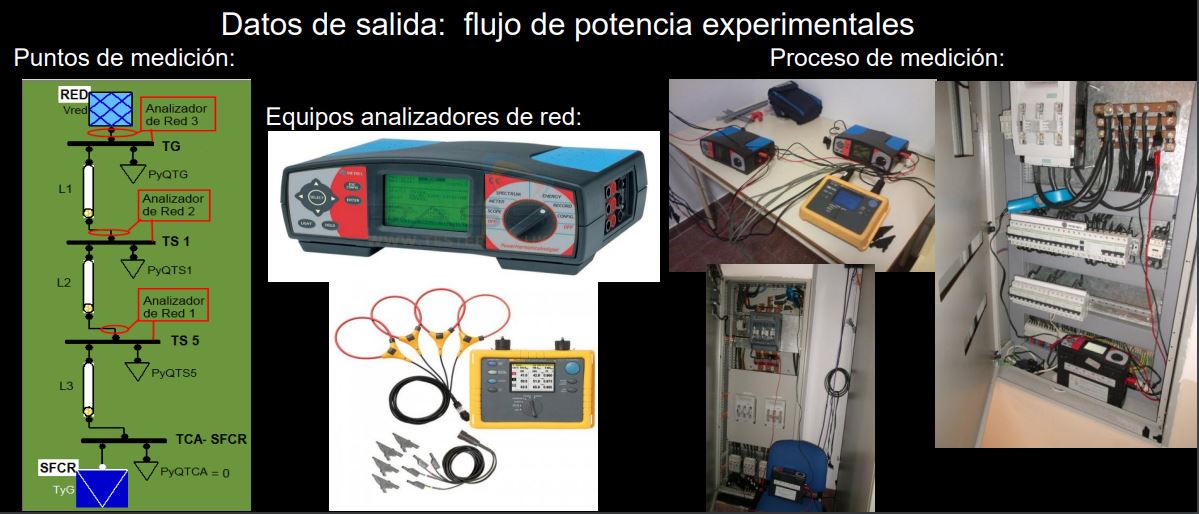 Datos de salida: flujo de potencia experimentales
Puntos de medición:
Proceso de medición:
Equipos analizadores de red:
RED
Vred
Analizador
de Red 3
TG
PyQTG
L1
Analizador
de Red 2
TS 1
PyQTS1
L2
Analizador
de Red 1
TS 5
PyQTS5
L3
TCA- SFCR
PyQTCA = 0
SFCR
TyG
SELECT
ENTER
LIGHT
HOLD
SPECTRUM
ENERGY
METER
RECORD
SCOPE
CONFIG.
OFF
OFF